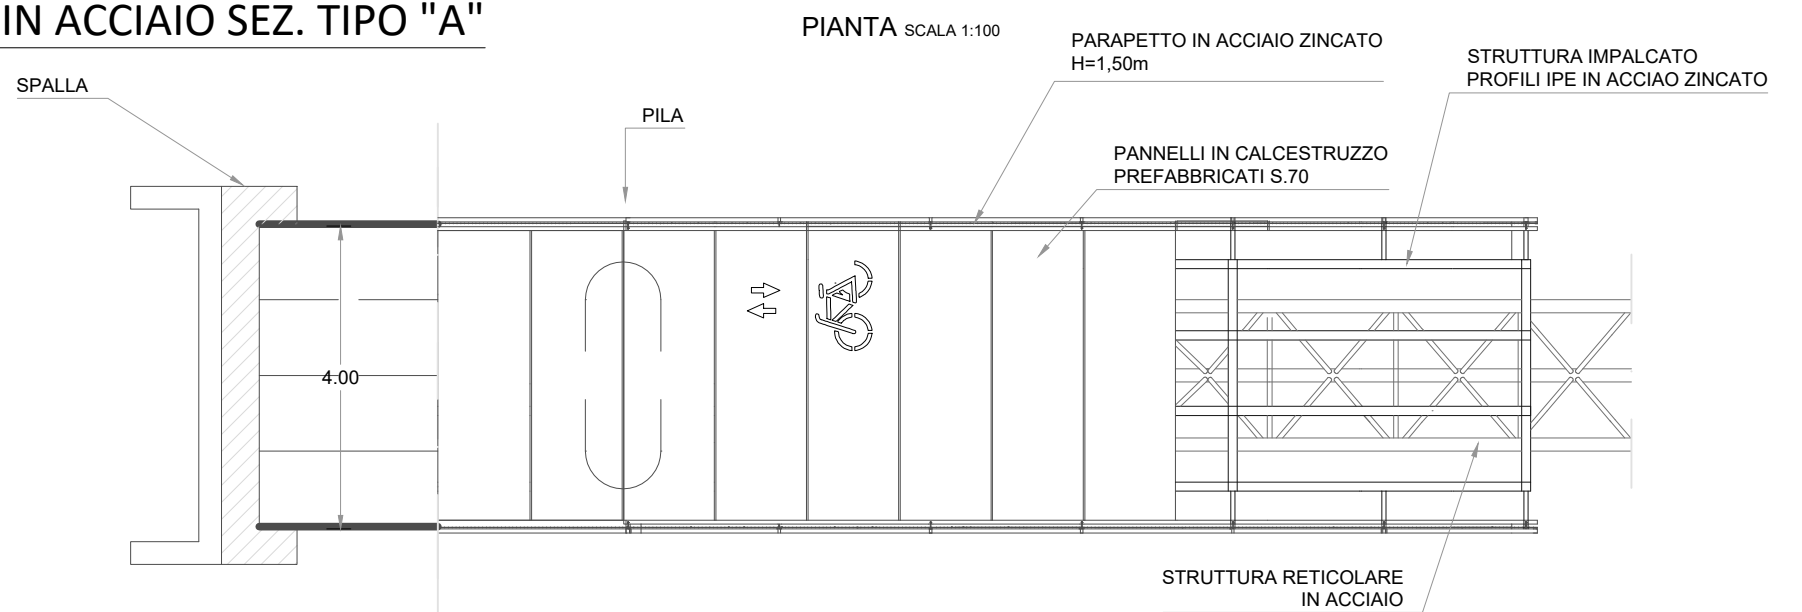 IN ACCIAIO SEZ. TIPO "A"
PIANTA SCALA 1:100
PARAPETTO IN ACCIAIO ZINCATO
H=1,50m
STRUTTURA IMPALCATO
PROFILI IPE IN ACCIAO ZINCATO
SPALLA
PILA
PANNELLI IN CALCESTRUZZO
PREFABBRICATI S.70
4.00
STRUTTURA RETICOLARE
IN ACCIAIO